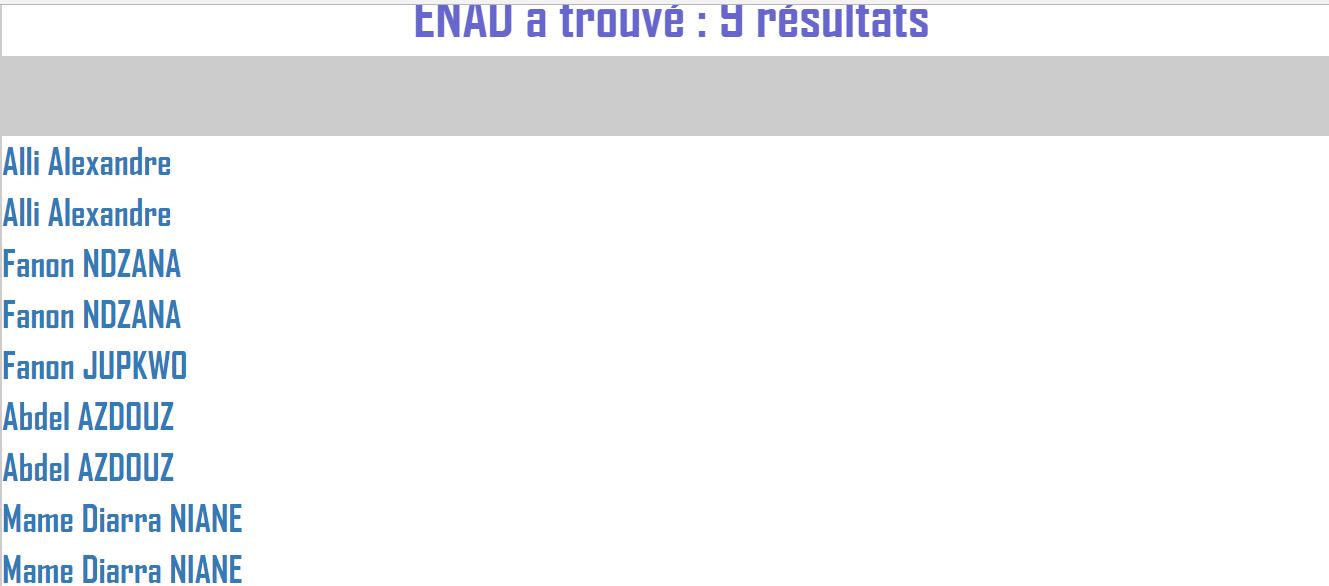 ENAD a trouvé : 9 résultats
Alli Alexandre
Alli Alexandre
Fanon NDZANA
Fanon NDZANA
Fanon JUPKWO
Abdel AZDOUZ
Abdel AZDOUZ
Mame Diarra NIANE
Mame Diarra NIANE